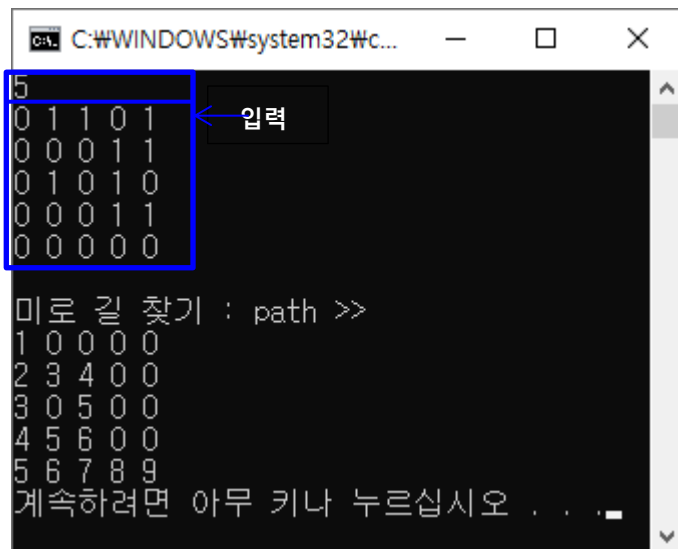 C:₩WINDOWS₩system32₩c...
5
0 1 1 0 1
입력
0 0 0 1 1
0 1 0 1 0
0 0 0 1 1
0 0 0 0 0
미로 길 찾기 : path >>
1 0 0 0 0
2 3 4 0 0
3 0 5 0 0
4 5 6 0 0
5 6 7 8 9
계속하려면 아무 키나 누르십시오 . . .